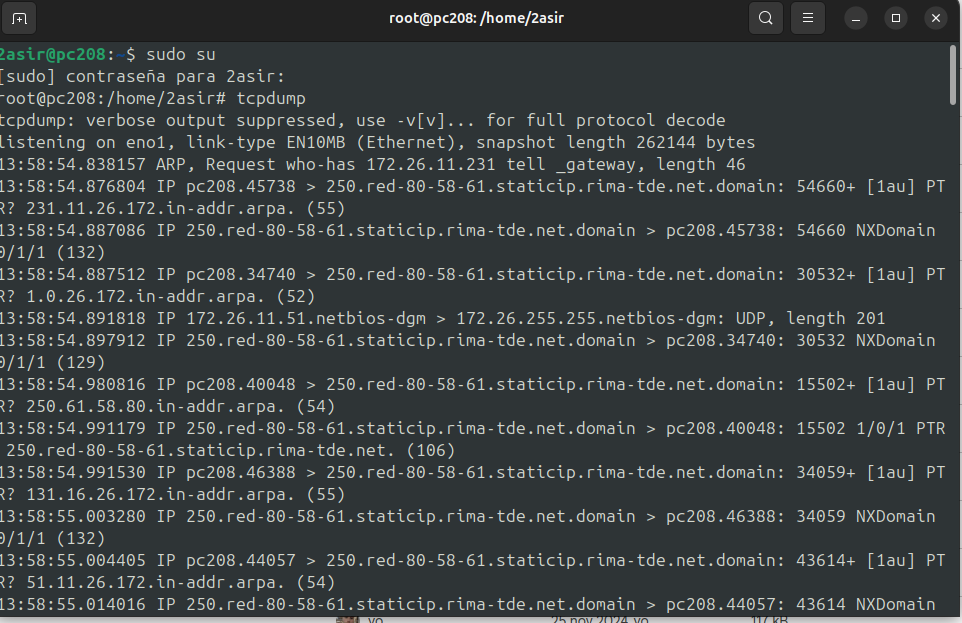 root@pc208: /home/2asir
2asir@pc208:~$ sudo su
[sudo] contraseña para 2asir:
root@pc208:/home/2asir# tcpdump
tcpdump: verbose output suppressed, use -v[v]... for full protocol decode
listening on eno1, link-type EN10MB (Ethernet), snapshot length 262144 bytes
13:58:54.838157 ARP, Request who-has 172.26.11.231 tell _gateway, length 46
13:58:54.876804 IP pc208.45738 > 250.red-80-58-61.staticip.rima-tde.net.domain: 54660+ [1au] PT
R? 231.11.26.172.in-addr.arpa. (55)
13:58:54.887086 IP 250.red-80-58-61.staticip.rima-tde.net.domain > pc208.45738: 54660 NXDomain
0/1/1 (132)
13:58:54.887512 IP pc208.34740 > 250.red-80-58-61.staticip.rima-tde.net.domain: 30532+ [1au] PT
R? 1.0.26.172.in-addr.arpa. (52)
13:58:54.891818 IP 172.26.11.51.netbios-dgm > 172.26.255.255.netbios-dgm: UDP, length 201
13:58:54.897912 IP 250.red-80-58-61.staticip.rima-tde.net.domain > pc208.34740: 30532 NXDomain
0/1/1 (129)
13:58:54.980816 IP pc208.40048 > 250.red-80-58-61.staticip.rima-tde.net.domain: 15502+ [1au] PT
R? 250.61.58.80.in-addr.arpa. (54)
13:58:54.991179 IP 250.red-80-58-61.staticip.rima-tde.net.domain > pc208.40048: 15502 1/0/1 PTR
250.red-80-58-61.staticip.rima-tde.net. (106)
13:58:54.991530 IP pc208.46388 > 250.red-80-58-61.staticip.rima-tde.net.domain: 34059+ [1au] PT
R? 131.16.26.172.in-addr.arpa. (55)
13:58:55.003280 IP 250.red-80-58-61.staticip.rima-tde.net.domain > pc208.46388: 34059 NXDomain
0/1/1 (132)
13:58:55.004405 IP pc208.44057 > 250.red-80-58-61.staticip.rima-tde.net.domain: 43614+ [1au] PT
R? 51.11.26.172.in-addr.arpa. (54)
13:58:55.014016 IP 250.red-80-58-61.staticip.rima-tde.net.domain > pc208.44057: 43614 NXDomain
yo 25 nov 2024 yo 117 kB